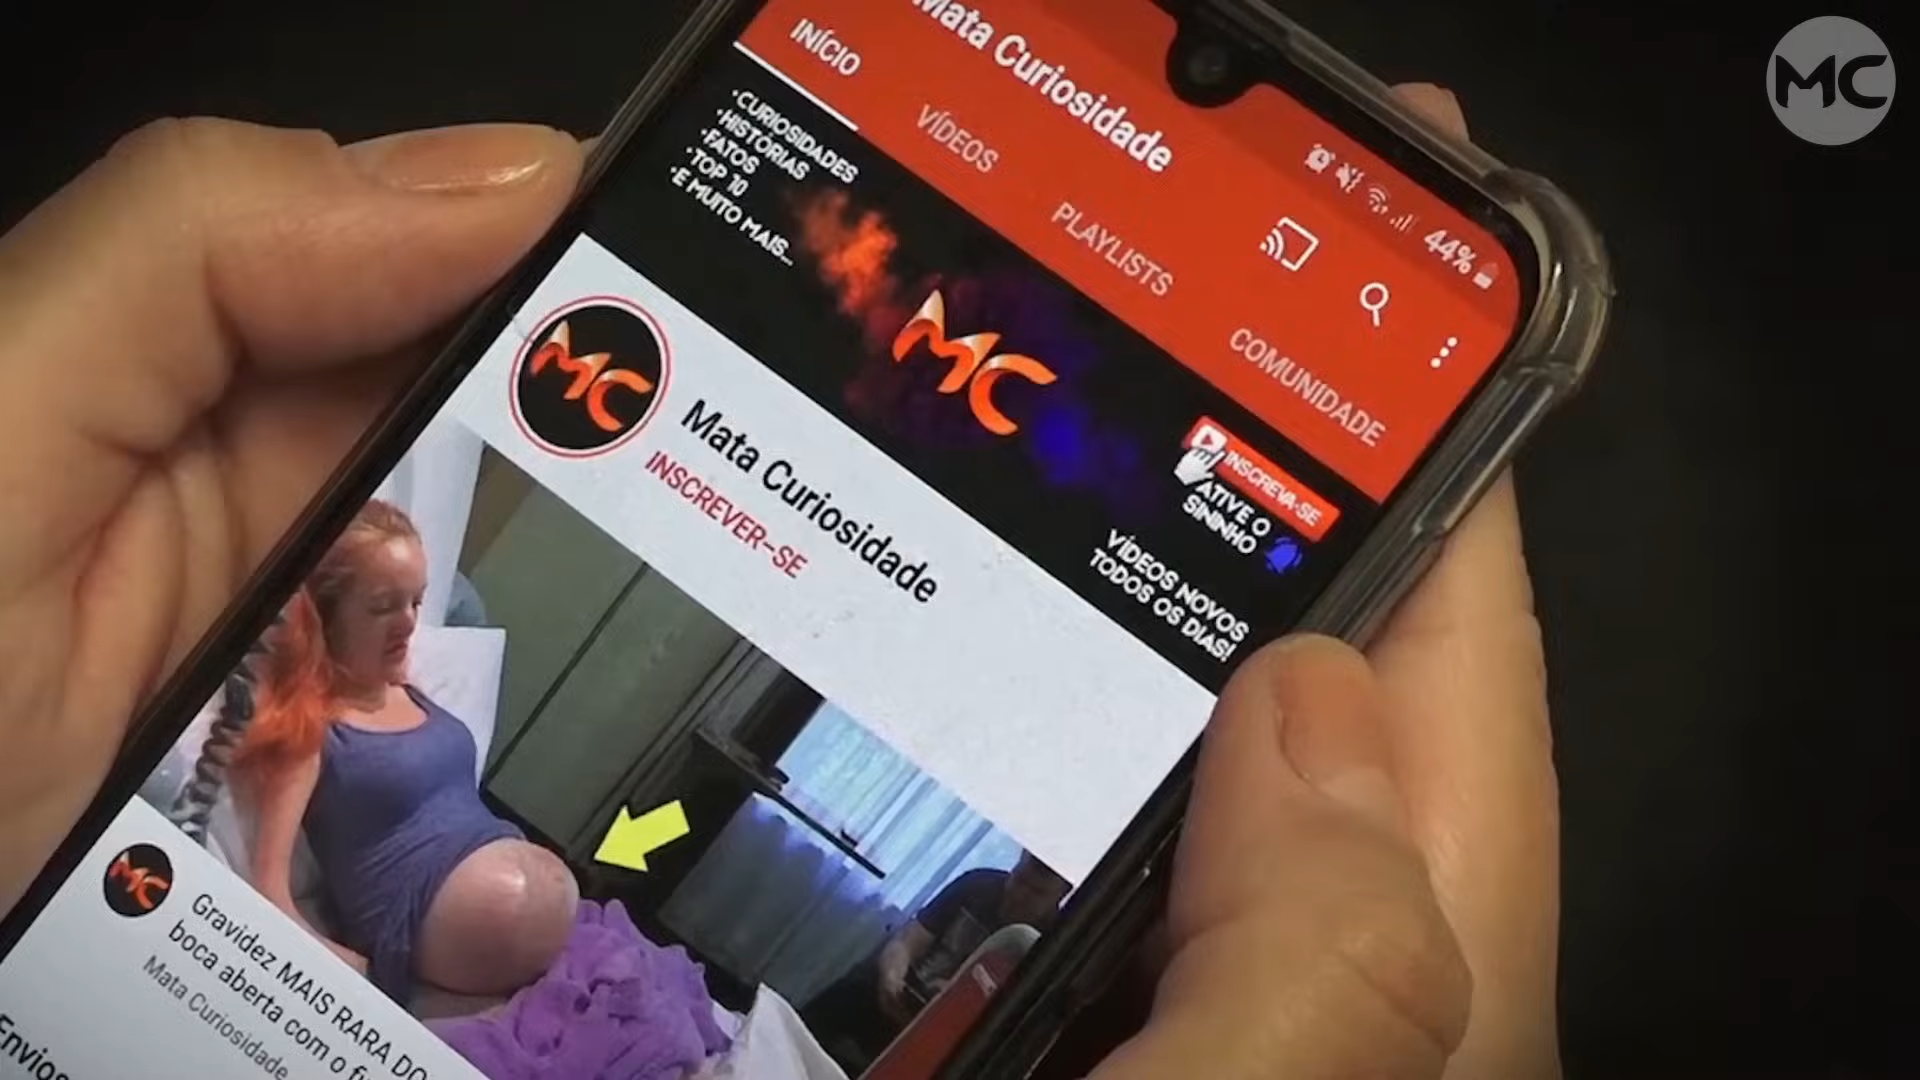 MC
Mata Curiosidade
44%
INÍCIO
VÍDEOS
PLAYLISTS
COMUNIDADE
•CURIOSIDADES
•HISTÓRIAS
•FATOS
•TOP 10
•E MUITO MAIS...
MC
INSCREVA-SE
ATIVE O
SININHO
VÍDEOS NOVOS
TODOS OS DIAS!
MC
Mata Curiosidade
INSCREVER-SE
MC
Gravidez MAIS RARA DO
boca aberta com o
Mata Curiosidade
Envios